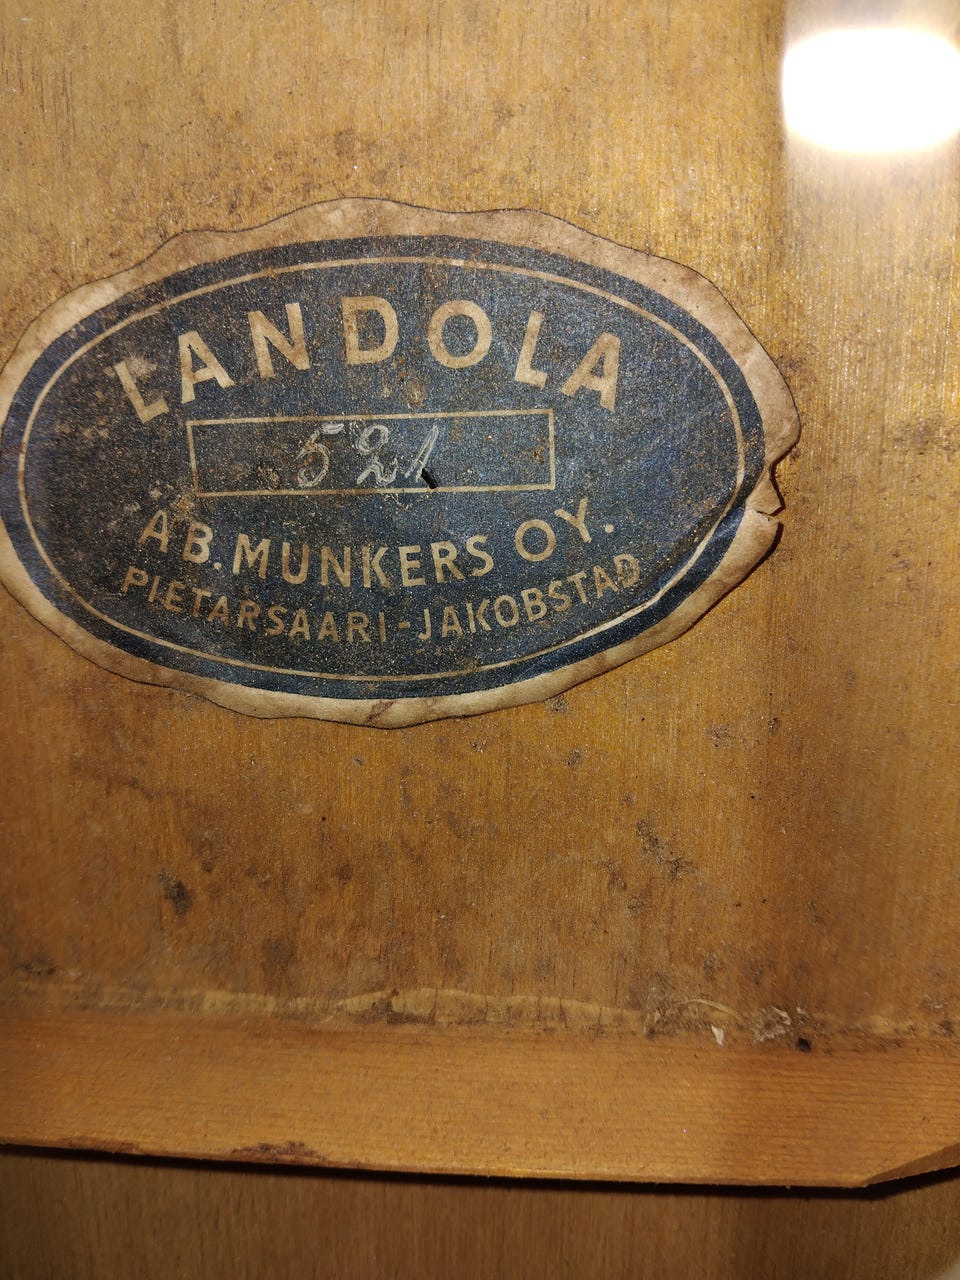 LANDOLA
521
AB. MUNKERS OY.
PIETARSAARI-JAKOBSTAD